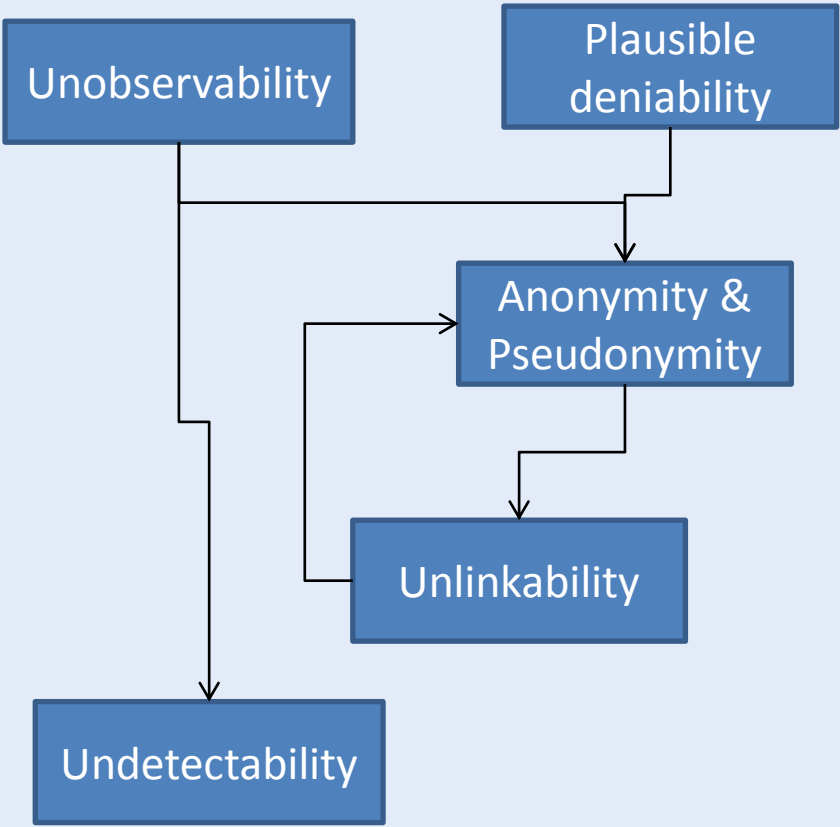 Unobservability
Plausible
deniability
Anonymity &
Pseudonymity
Unlinkability
Undetectability